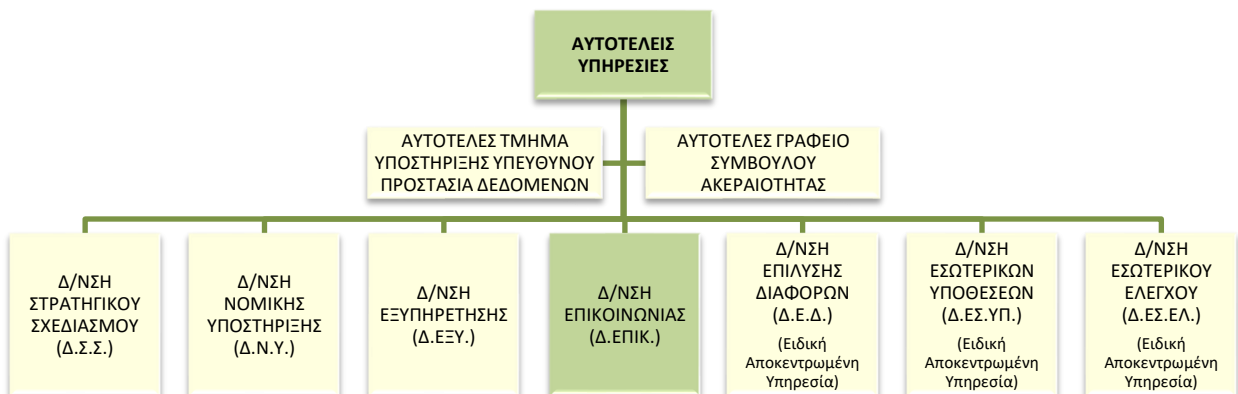 ΑΥΤΟΤΕΛΕΙΣ
ΥΠΗΡΕΣΙΕΣ
ΑΥΤΟΤΕΛΕΣ ΤΜΗΜΑ
ΥΠΟΣΤΗΡΙΞΗΣ ΥΠΕΥΘΥΝΟΥ
ΠΡΟΣΤΑΣΙΑ ΔΕΔΟΜΕΝΩΝ
ΑΥΤΟΤΕΛΕΣ ΓΡΑΦΕΙΟ
ΣΥΜΒΟΥΛΟΥ
ΑΚΕΡΑΙΟΤΗΤΑΣ
Δ/ΝΣΗ
ΣΤΡΑΤΗΓΙΚΟΥ
ΣΧΕΔΙΑΣΜΟΥ
(Δ.Σ.Σ.)
Δ/ΝΣΗ
ΝΟΜΙΚΗΣ
ΥΠΟΣΤΗΡΙΞΗΣ
(Δ.Ν.Υ.)
Δ/ΝΣΗ
ΕΞΥΠΗΡΕΤΗΣΗΣ
(Δ.ΕΞΥ.)
Δ/ΝΣΗ
ΕΠΙΚΟΙΝΩΝΙΑΣ
(Δ.ΕΠΙΚ.)
Δ/ΝΣΗ
ΕΠΙΛΥΣΗΣ
ΔΙΑΦΟΡΩΝ
(Δ.Ε.Δ.)
(Ειδική
Αποκεντρωμένη
Υπηρεσία)
Δ/ΝΣΗ
ΕΣΩΤΕΡΙΚΩΝ
ΥΠΟΘΕΣΕΩΝ
(Δ.ΕΣ.ΥΠ.)
(Ειδική
Αποκεντρωμένη
Υπηρεσία)
Δ/ΝΣΗ
ΕΣΩΤΕΡΙΚΟΥ
ΕΛΕΓΧΟΥ
(Δ.ΕΣ.ΕΛ.)
(Ειδική
Αποκεντρωμένη
Υπηρεσία)